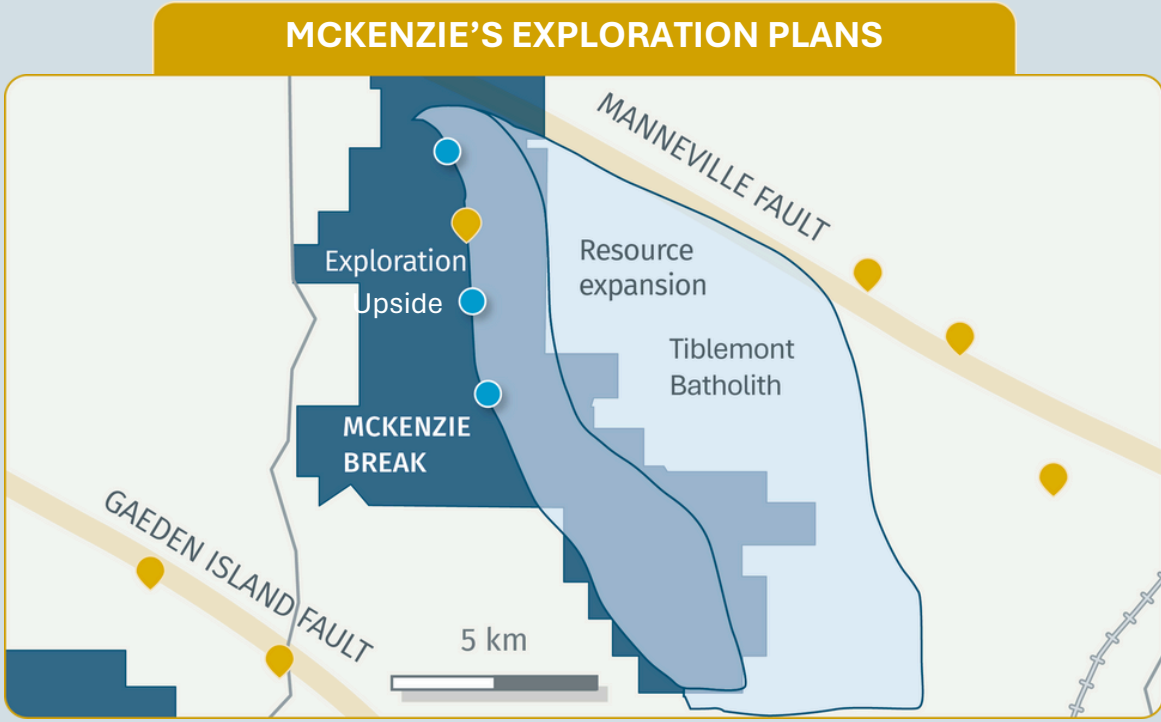 MCKENZIE’S EXPLORATION PLANS
MANNEVILLE FAULT
Resource
expansion
Exploration
Upside
Tiblemont
Batholith
MCKENZIE
BREAK
GAEDEN ISLAND FAULT
5 km